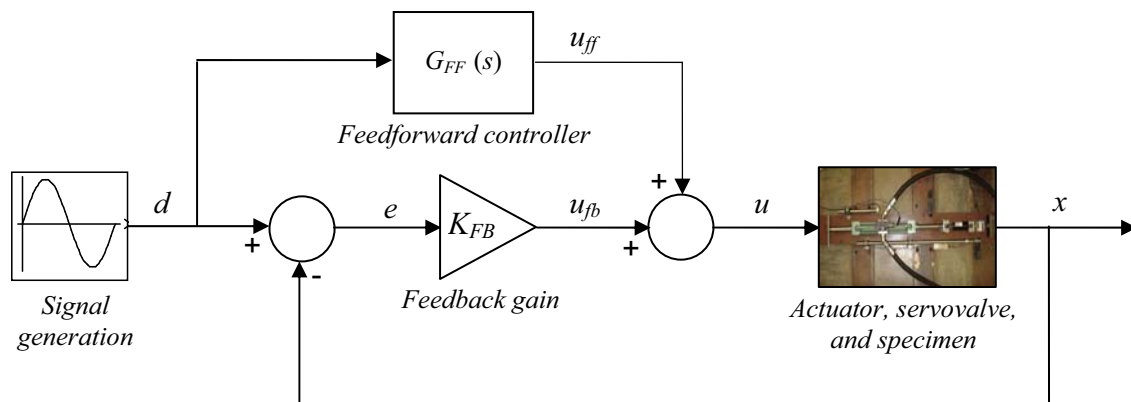 G_FF (s)
u_ff
Feedforward controller
d
+
-
e
K_FB
Feedback gain
u_fb
+
+
u
x
Signal
generation
Actuator, servovalve,
and specimen